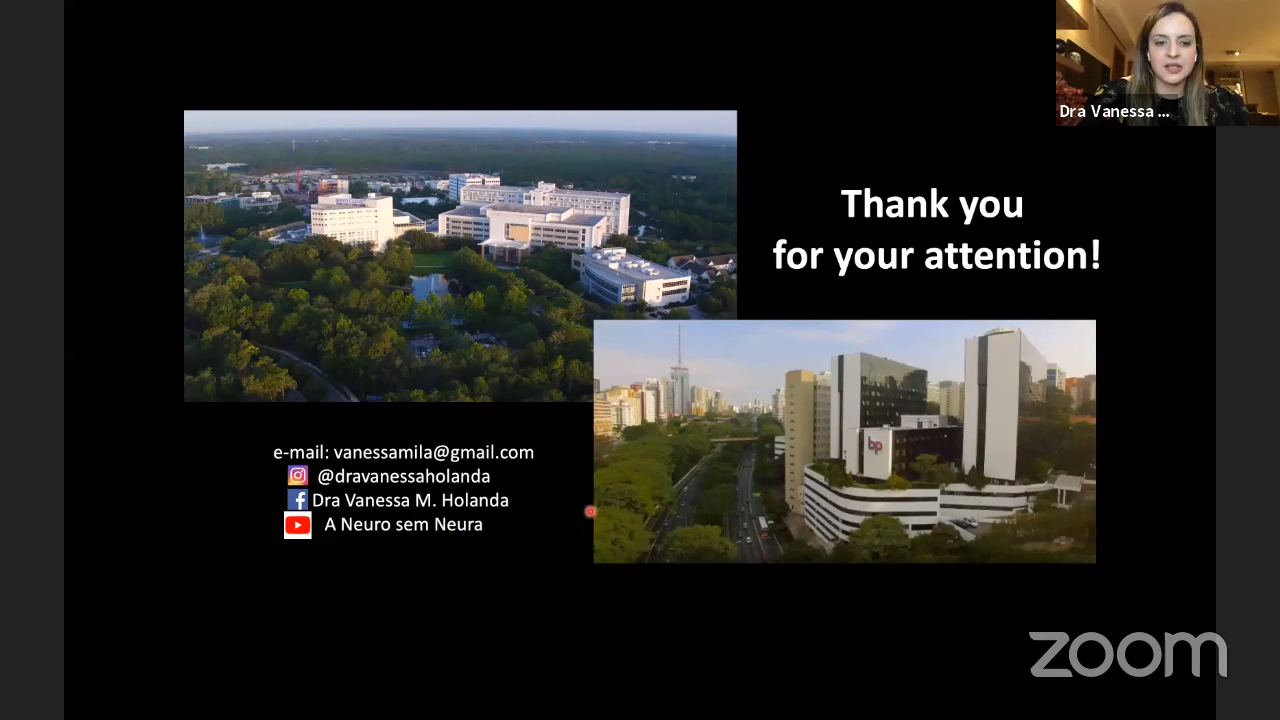 Dra Vanessa ...
Thank you
for your attention!
bp
e-mail: vanessamila@gmail.com
@dravanessaholanda
Dra Vanessa M. Holanda
A Neuro sem Neura
zoom